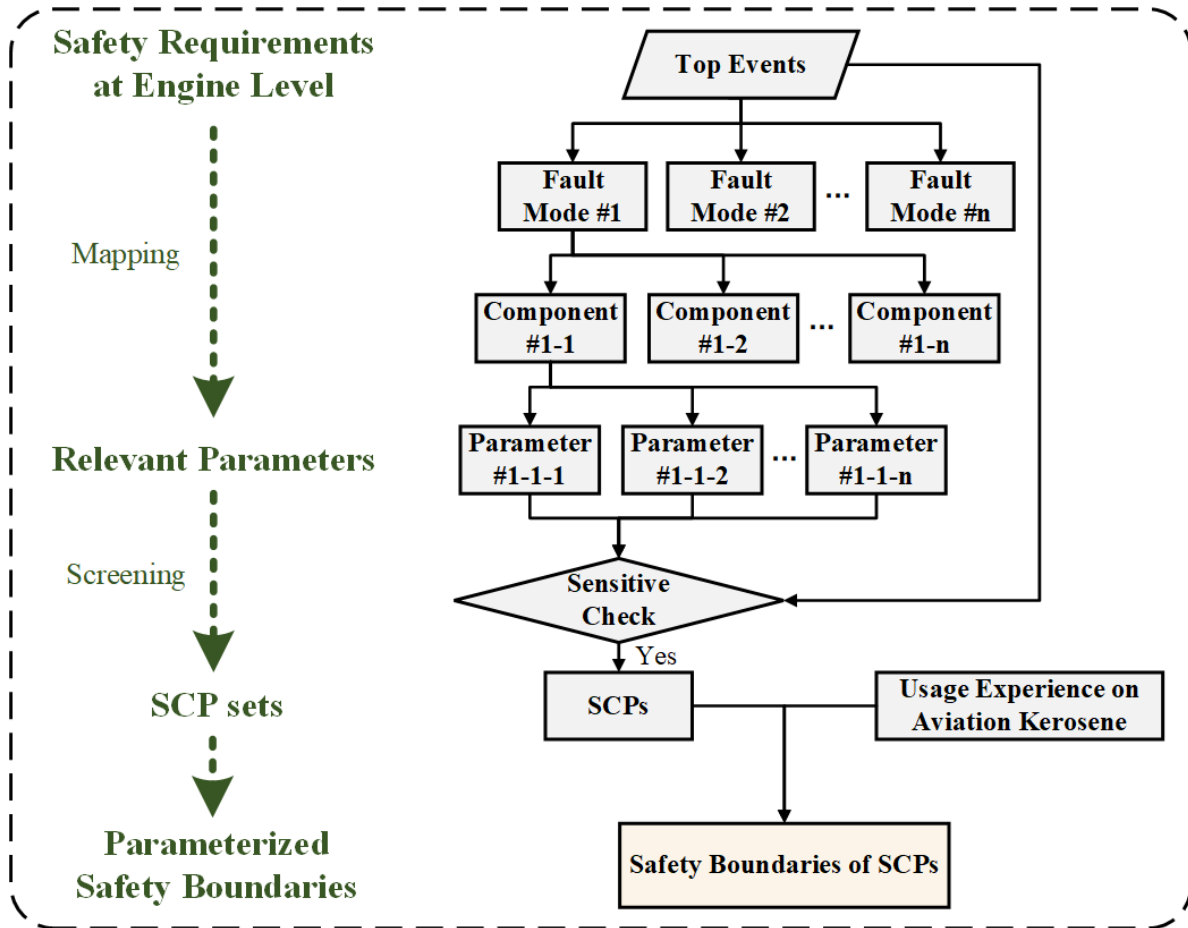 Safety Requirements
at Engine Level
Mapping
Relevant Parameters
Screening
SCP sets
Parameterized
Safety Boundaries
Top Events
Fault
Mode #1
Fault
Mode #2
...
Fault
Mode #n
Component
#1-1
Component
#1-2
...
Component
#1-n
Parameter
#1-1-1
Parameter
#1-1-2
...
Parameter
#1-1-n
Sensitive
Check
Yes
SCPs
Usage Experience on
Aviation Kerosene
Safety Boundaries of SCPs